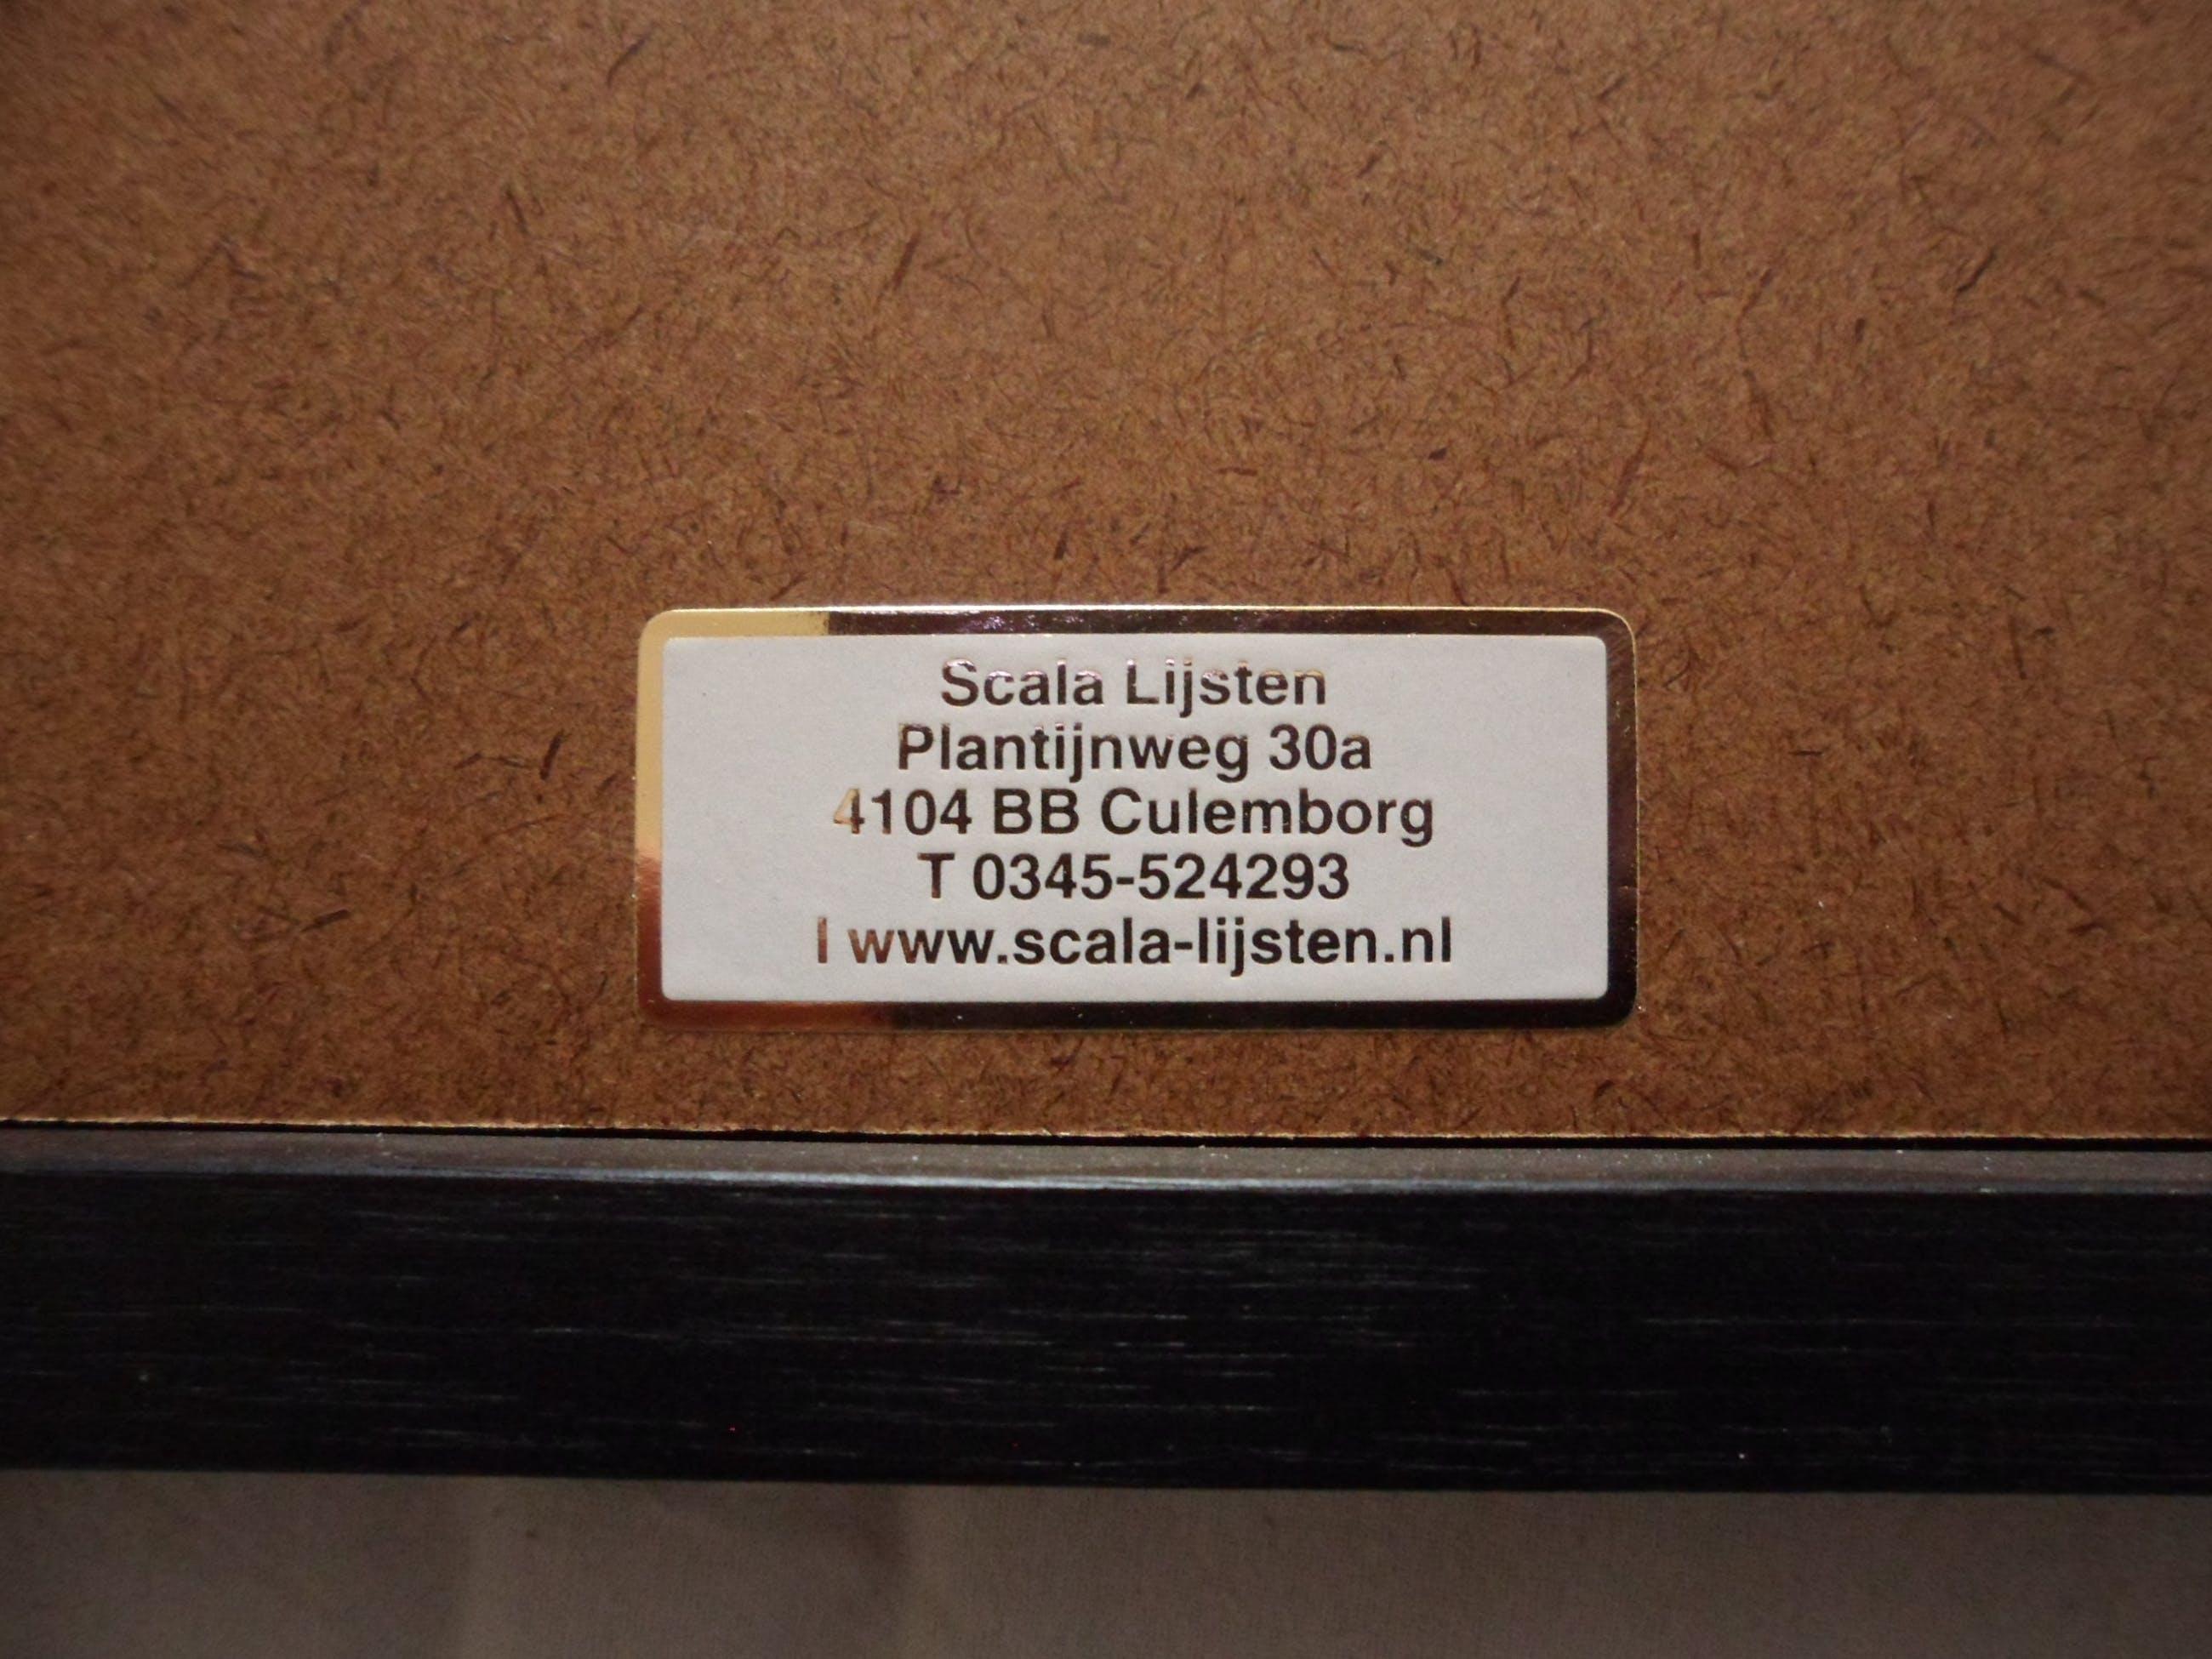 Scala Lijsten
Plantijnweg 30a
4104 BB Culemborg
T 0345-524293
I www.scala-lijsten.nl